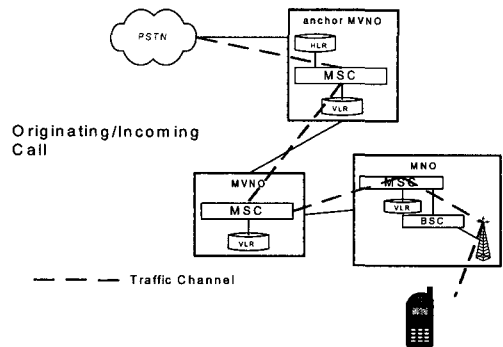 anchor MVNO
PSTN
HLR
MSC
VLR
Originating/Incoming
Call
MNO
MVNO
MSC
MSC
VLR
BSC
VLR
Traffic Channel